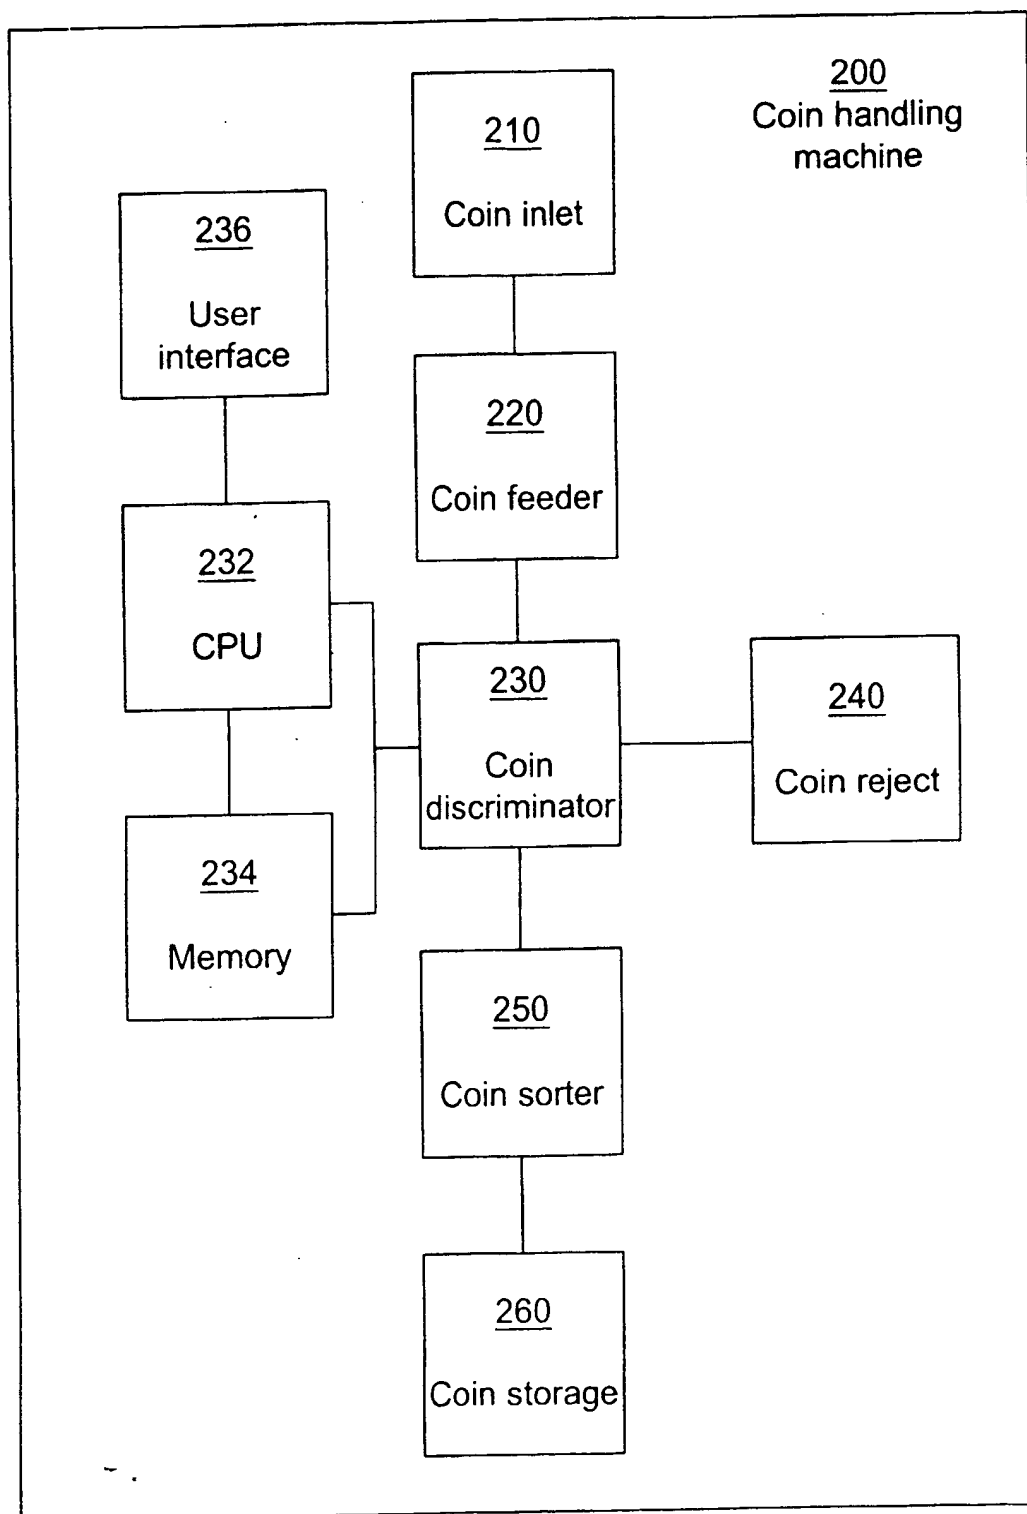 200
Coin handling
machine
210
Coin inlet
236
User
interface
220
Coin feeder
232
CPU
230
Coin
discriminator
240
Coin reject
234
Memory
250
Coin sorter
260
Coin storage